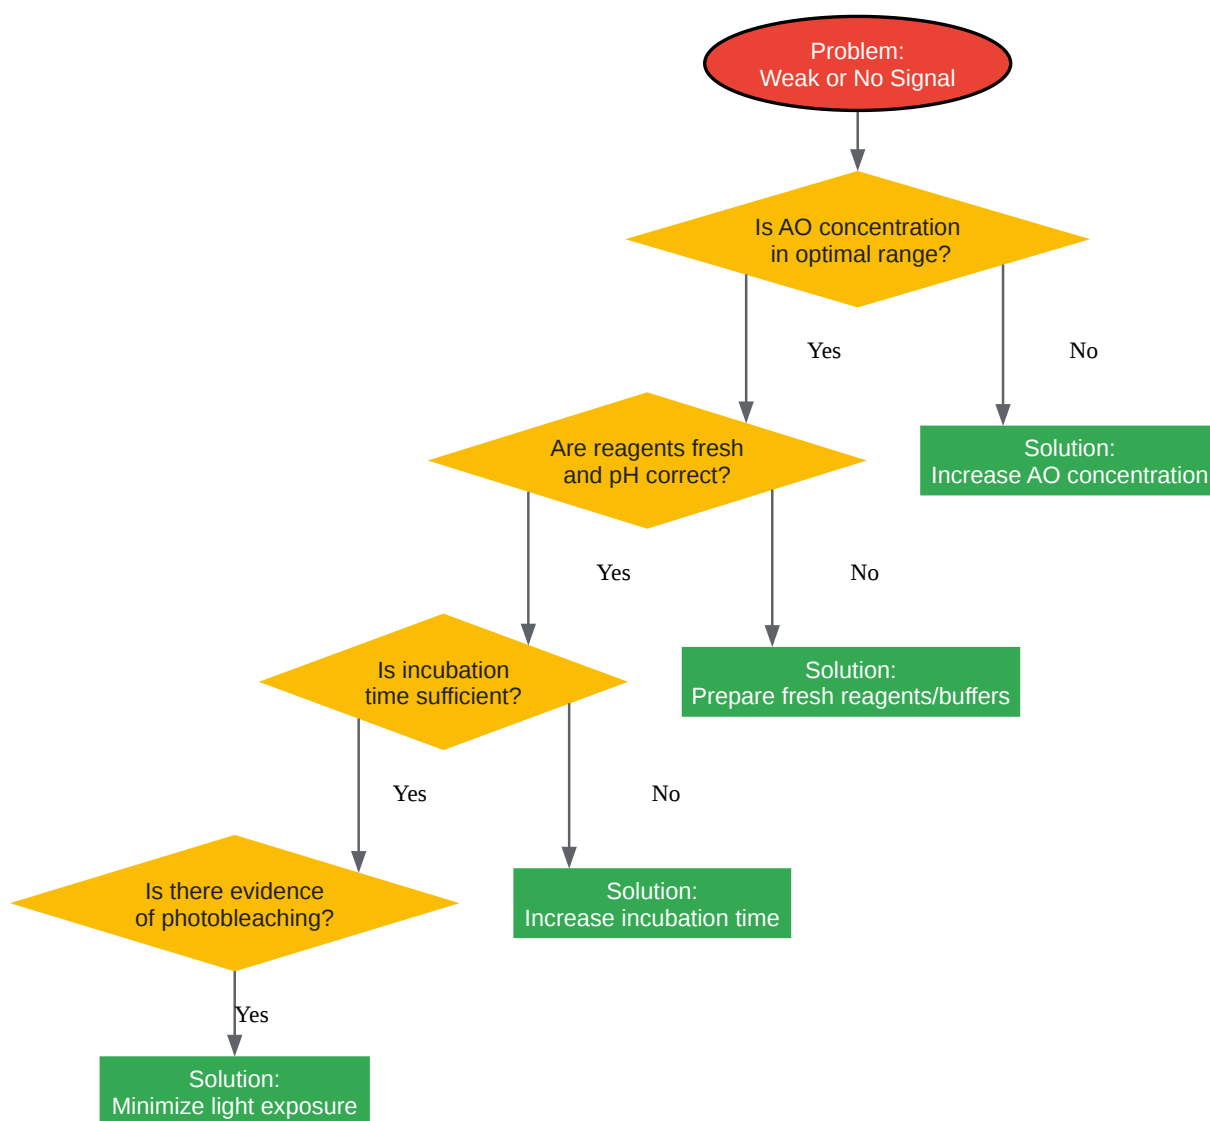 Problem:
Weak or No Signal
Is AO concentration
in optimal range?
Yes
No
Are reagents fresh
and pH correct?
Solution:
Increase AO concentration
Yes
No
Is incubation
time sufficient?
Solution:
Prepare fresh reagents/buffers
Yes
No
Is there evidence
of photobleaching?
Solution:
Increase incubation time
Yes
Solution:
Minimize light exposure